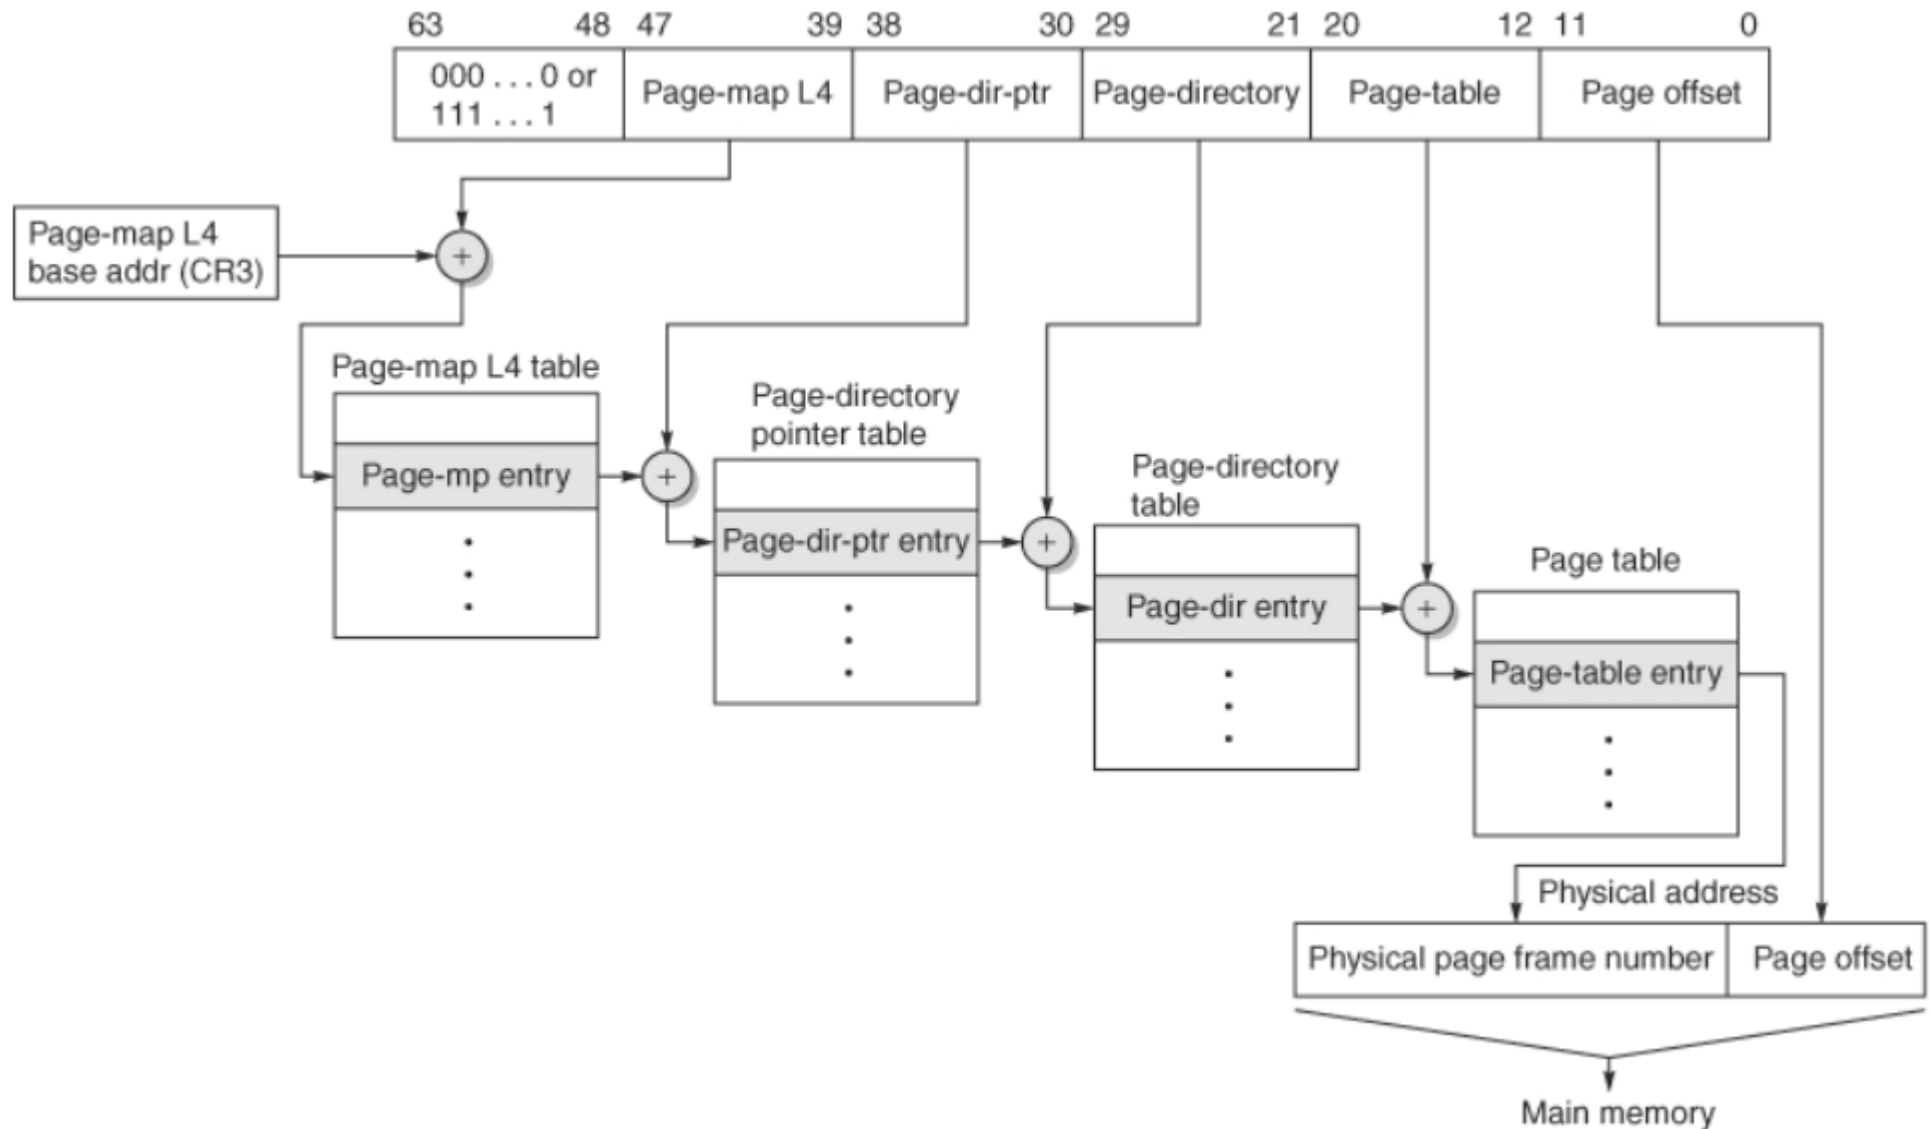 63 48 47 39 38 30 29 21 20 12 11 0
000 . . . 0 or
111 . . . 1
Page-map L4
Page-dir-ptr
Page-directory
Page-table
Page offset
Page-map L4
base addr (CR3)
+
Page-map L4 table
Page-mp entry
+
Page-directory
pointer table
Page-dir-ptr entry
+
Page-directory
table
Page-dir entry
+
Page table
Page-table entry
Physical address
Physical page frame number
Page offset
Main memory